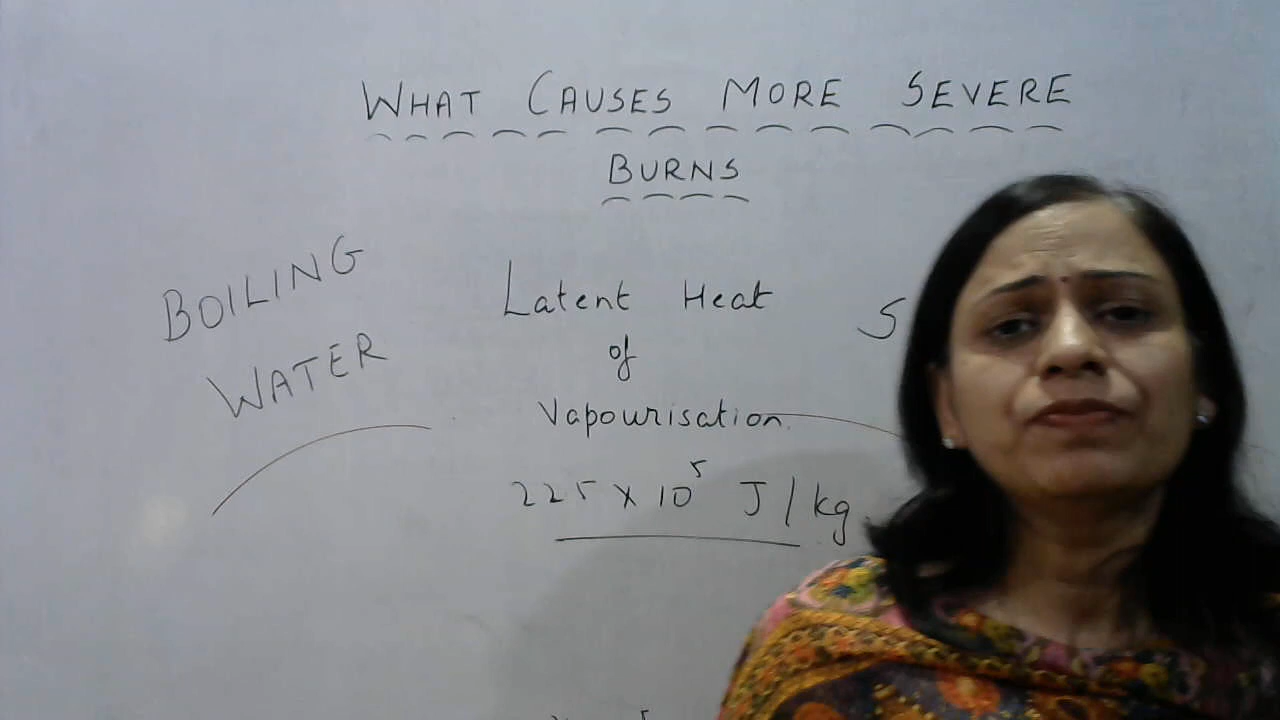 WHAT CAUSES MORE SEVERE
BURNS
BOILING
WATER
Latent Heat
of
Vapourisation
225 × 10⁵ J/kg
S